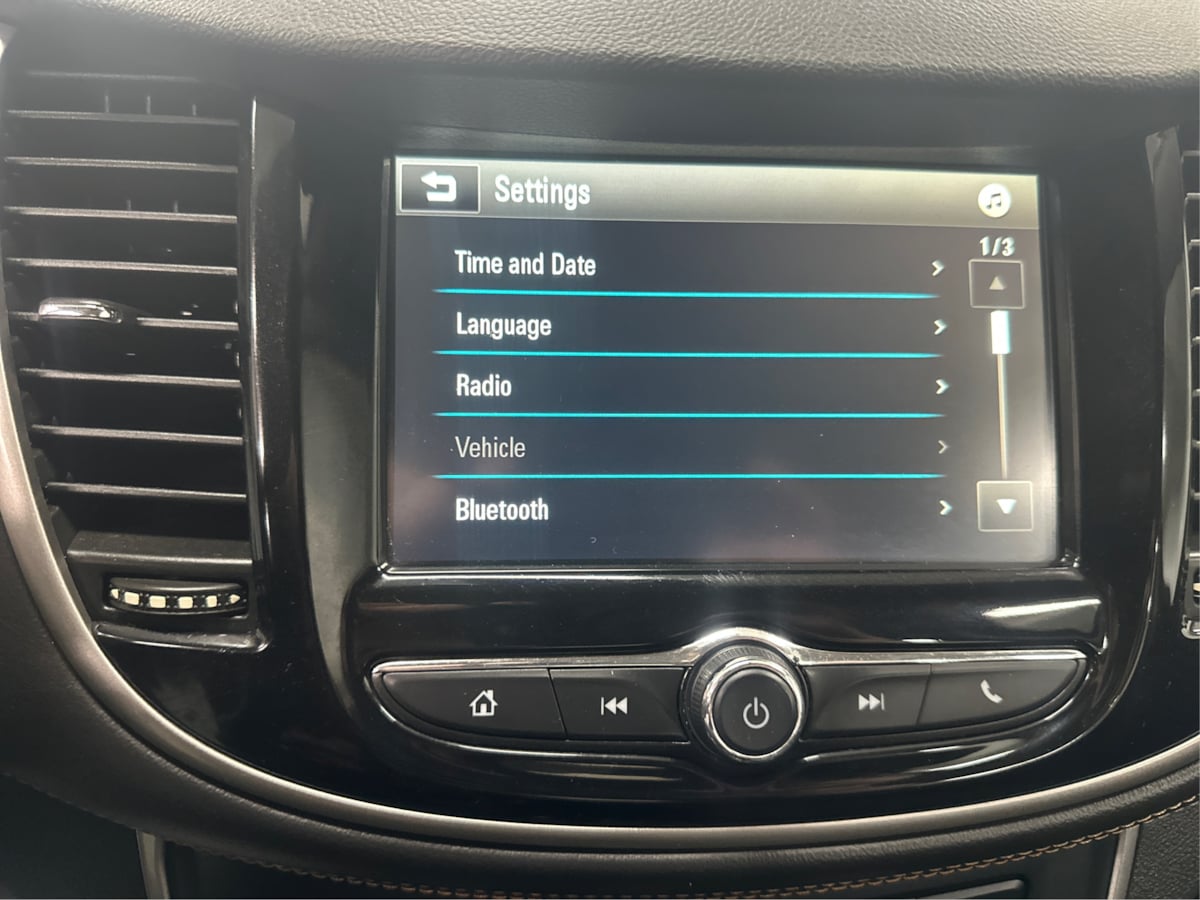 Settings
1/3
Time and Date
Language
Radio
Vehicle
Bluetooth